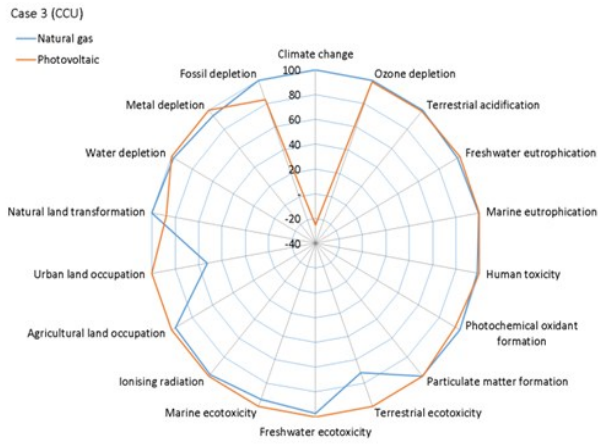 Case 3 (CCU)
Natural gas
Photovoltaic
Climate change
Fossil depletion
100
Ozone depletion
Metal depletion
80
Terrestrial acidification
60
Water depletion
40
Freshwater eutrophication
20
-
Natural land transformation
-20
Marine eutrophication
-40
Urban land occupation
Human toxicity
Agricultural land occupation
Photochemical oxidant
formation
Ionising radiation
Particulate matter formation
Marine ecotoxicity
Terrestrial ecotoxicity
Freshwater ecotoxicity